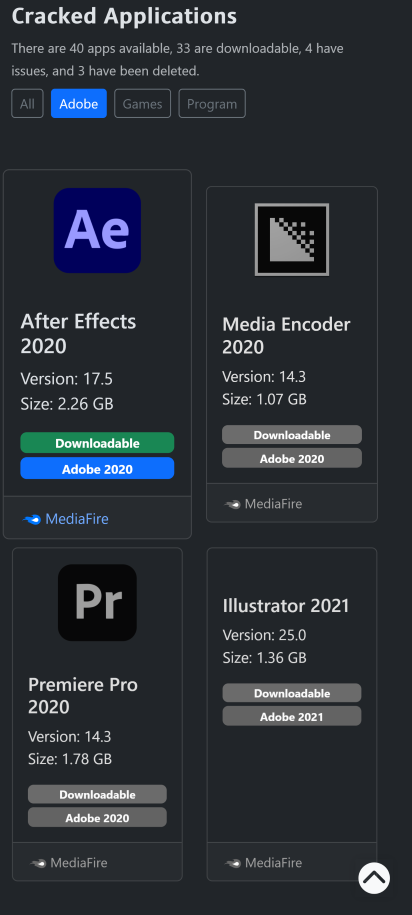 Cracked Applications
There are 40 apps available, 33 are downloadable, 4 have
issues, and 3 have been deleted.
All Adobe Games Program
Ae
After Effects
2020
Version: 17.5
Size: 2.26 GB
Downloadable
Adobe 2020
MediaFire
Media Encoder
2020
Version: 14.3
Size: 1.07 GB
Downloadable
Adobe 2020
MediaFire
Pr
Premiere Pro
2020
Version: 14.3
Size: 1.78 GB
Downloadable
Adobe 2020
MediaFire
Illustrator 2021
Version: 25.0
Size: 1.36 GB
Downloadable
Adobe 2021
MediaFire